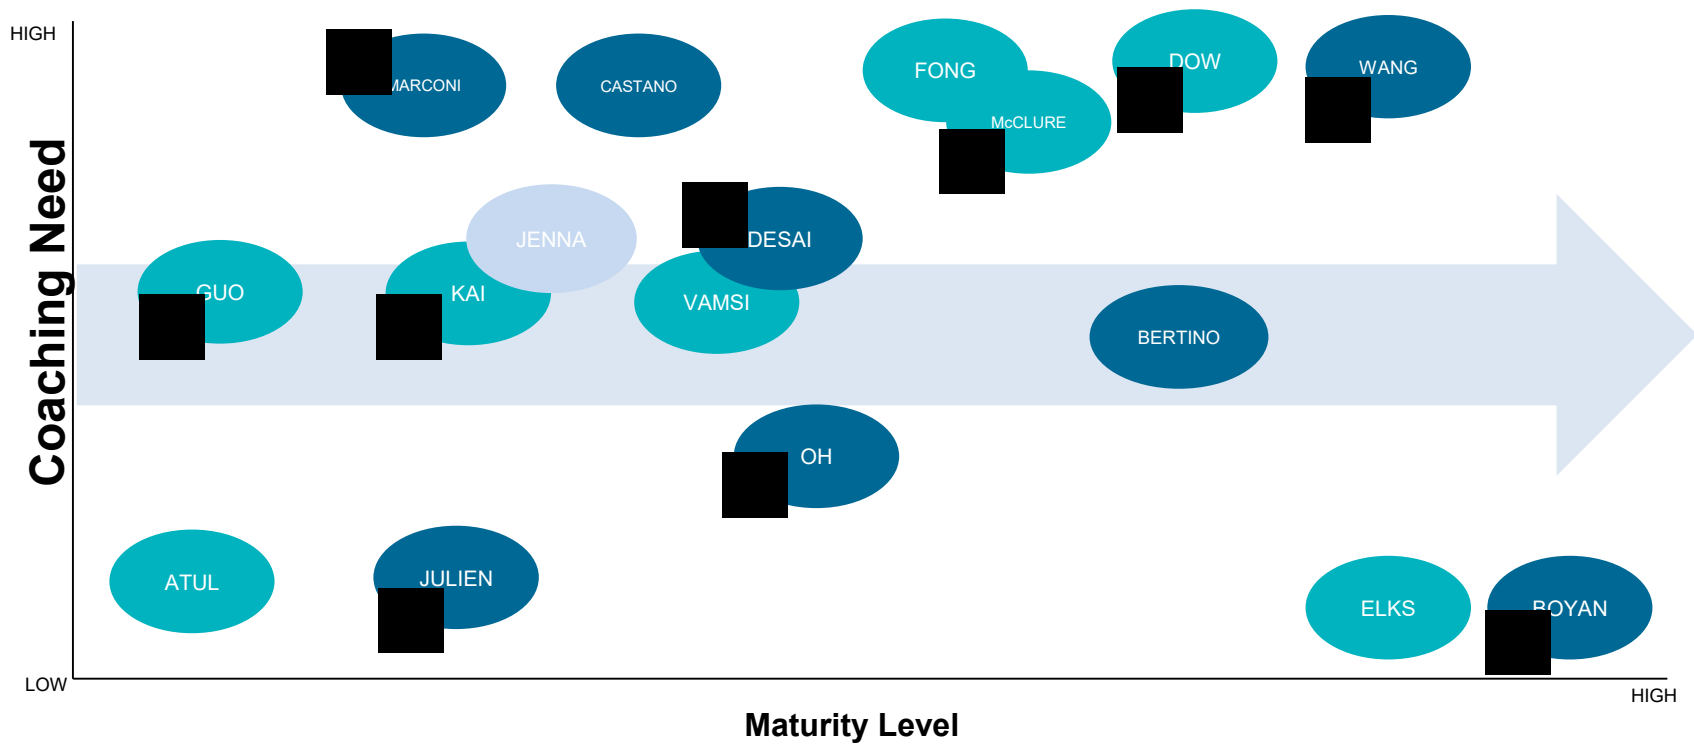 HIGH
MARCONI
CASTANO
FONG
McCLURE
DOW
WANG
Coaching Need
JENNA
DESAI
GUO
KAI
VAMSI
BERTINO
OH
ATUL
JULIEN
ELKS
BOYAN
LOW
HIGH
Maturity Level